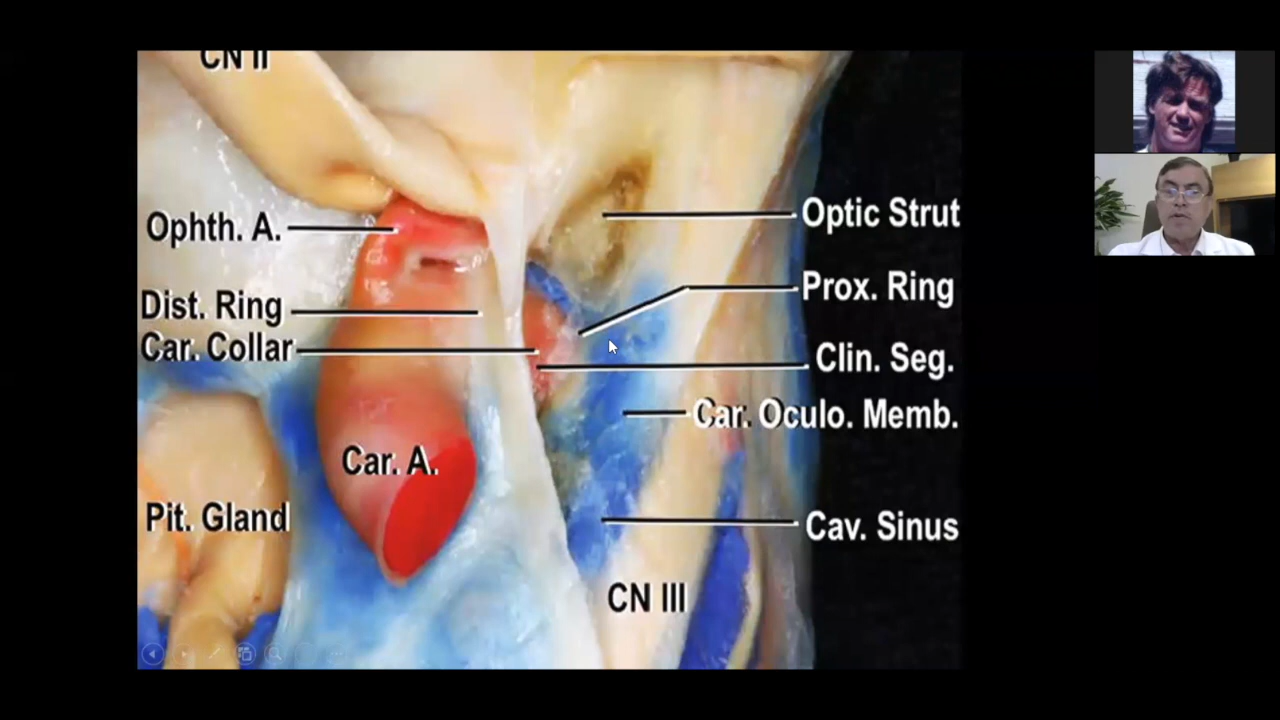 CN II
Ophth. A.
Optic Strut
Dist. Ring
Prox. Ring
Car. Collar
Clin. Seg.
Car. Oculo. Memb.
Car. A.
Pit. Gland
Cav. Sinus
CN III